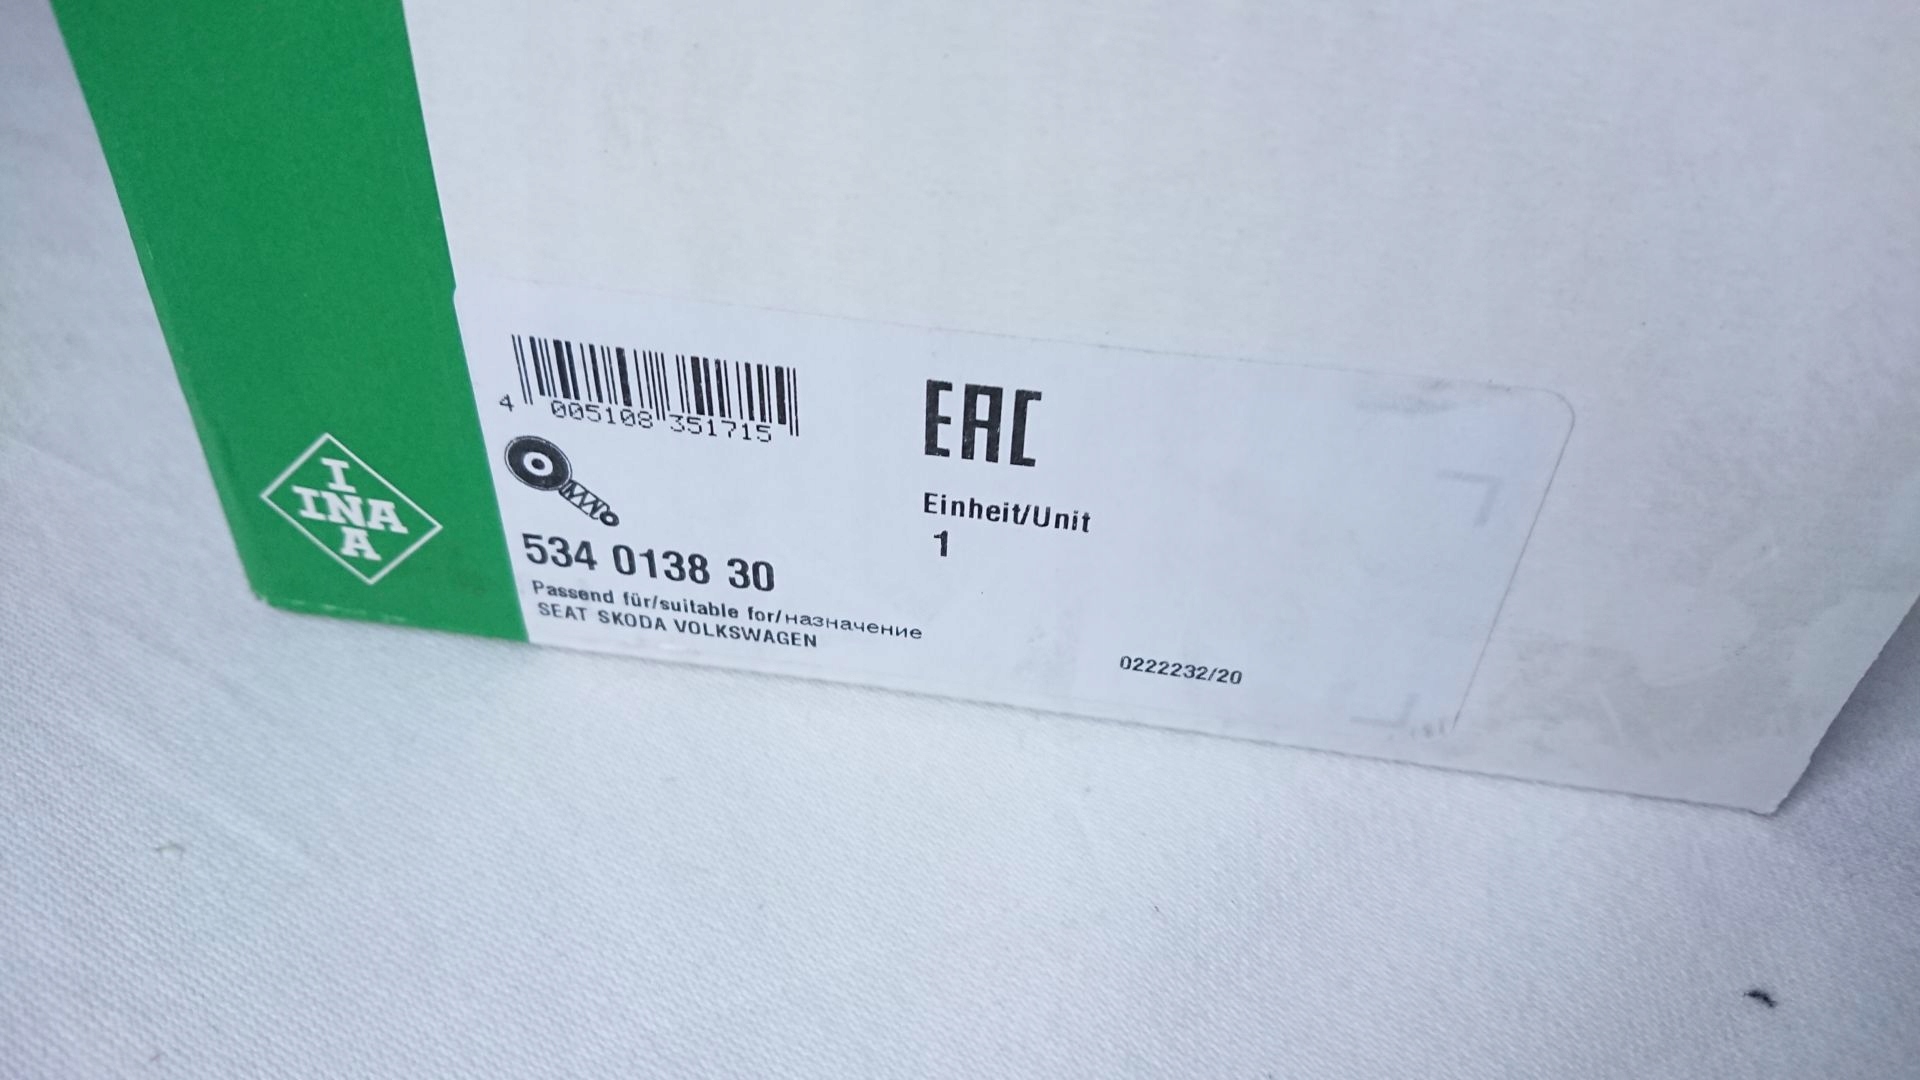 I
INA
A
4 005108 351715
EAC
Einheit/Unit
1
534 0138 30
Passend für/suitable for/назначение
SEAT SKODA VOLKSWAGEN
0222232/20